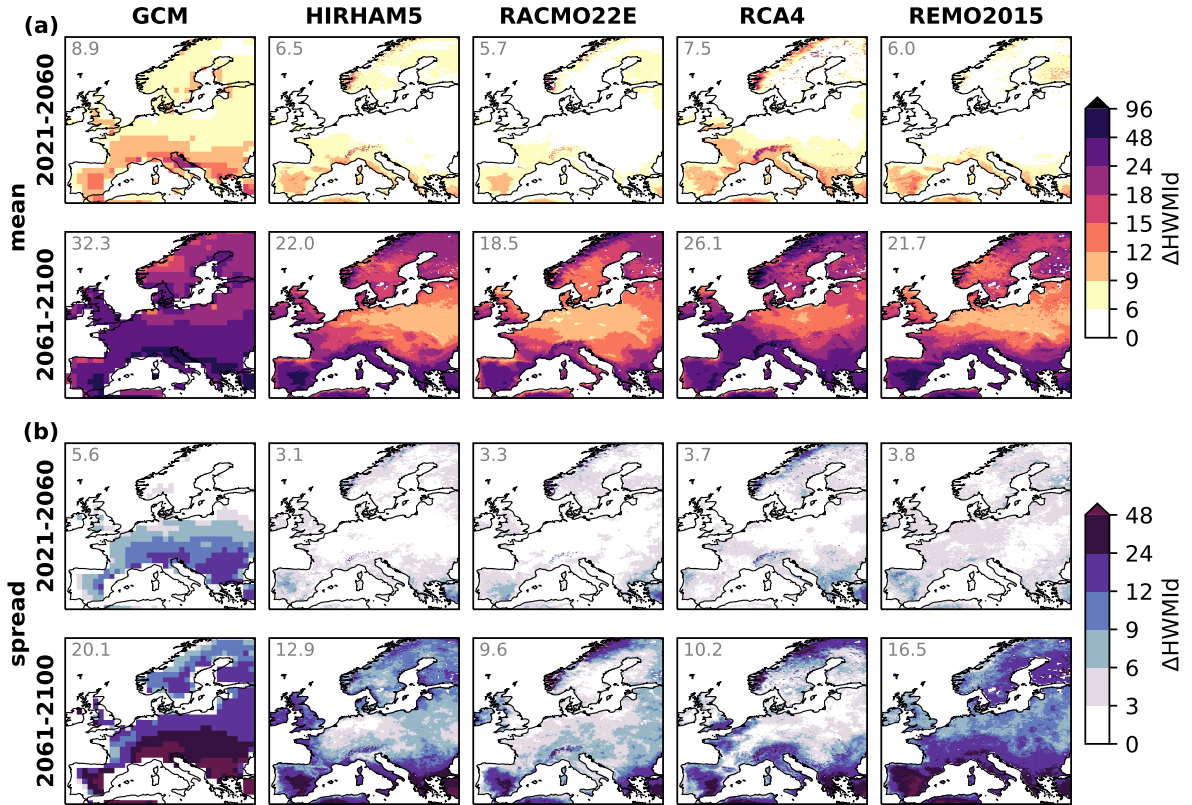 GCM HIRHAM5 RACMO22E RCA4 REMO2015
(a)
mean
2021-2060
8.9 6.5 5.7 7.5 6.0
2061-2100
32.3 22.0 18.5 26.1 21.7
96
48
24
18
15
12
9
6
0
ΔHWMId
(b)
spread
2021-2060
5.6 3.1 3.3 3.7 3.8
2061-2100
20.1 12.9 9.6 10.2 16.5
48
24
12
9
6
3
0
ΔHWMId